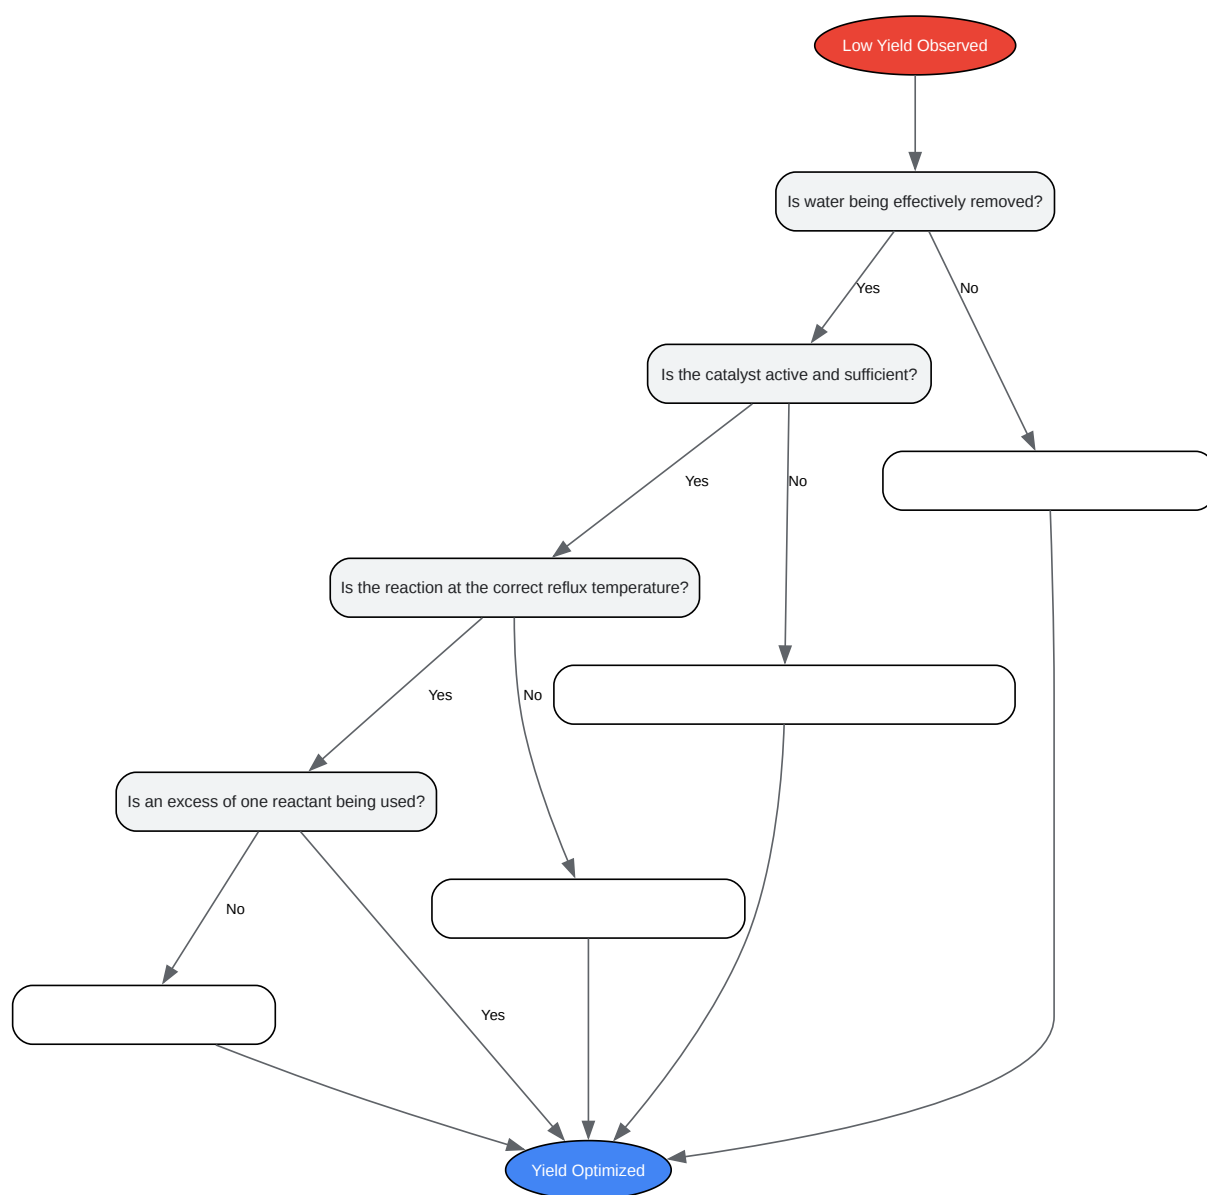 Low Yield Observed
Is water being effectively removed?
Yes
No
Is the catalyst active and sufficient?
Yes
No
Is the reaction at the correct reflux temperature?
Yes
No
Is an excess of one reactant being used?
No
Yes
Yield Optimized